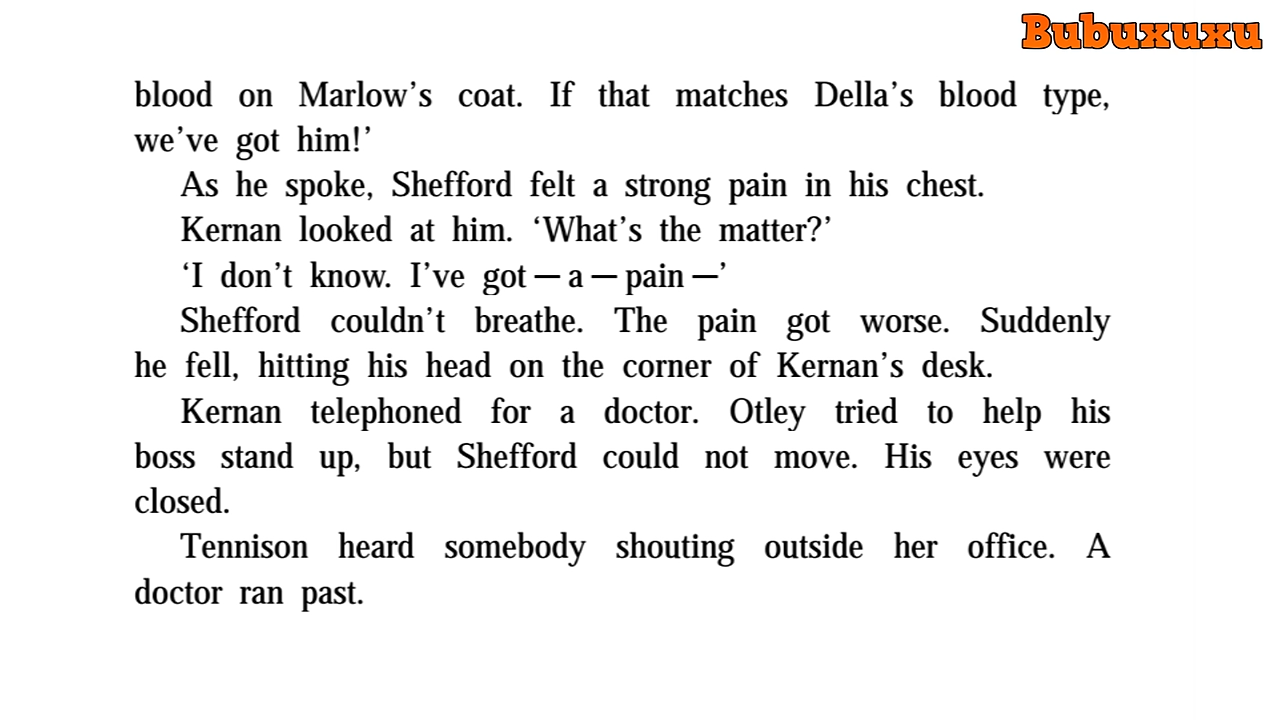 Bubuxuxu
blood on Marlow’s coat. If that matches Della’s blood type,
we’ve got him!’
As he spoke, Shefford felt a strong pain in his chest.
Kernan looked at him. ‘What’s the matter?’
‘I don’t know. I’ve got — a — pain —’
Shefford couldn’t breathe. The pain got worse. Suddenly
he fell, hitting his head on the corner of Kernan’s desk.
Kernan telephoned for a doctor. Otley tried to help his
boss stand up, but Shefford could not move. His eyes were
closed.
Tennison heard somebody shouting outside her office. A
doctor ran past.